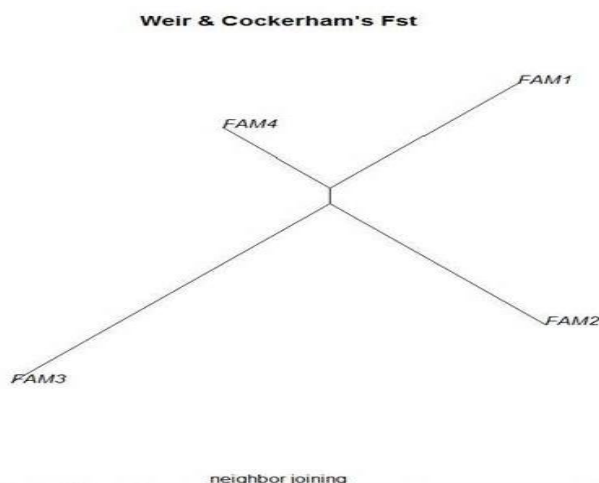 Weir & Cockerham's Fst
FAM1
FAM4
FAM2
FAM3
neighbor joining